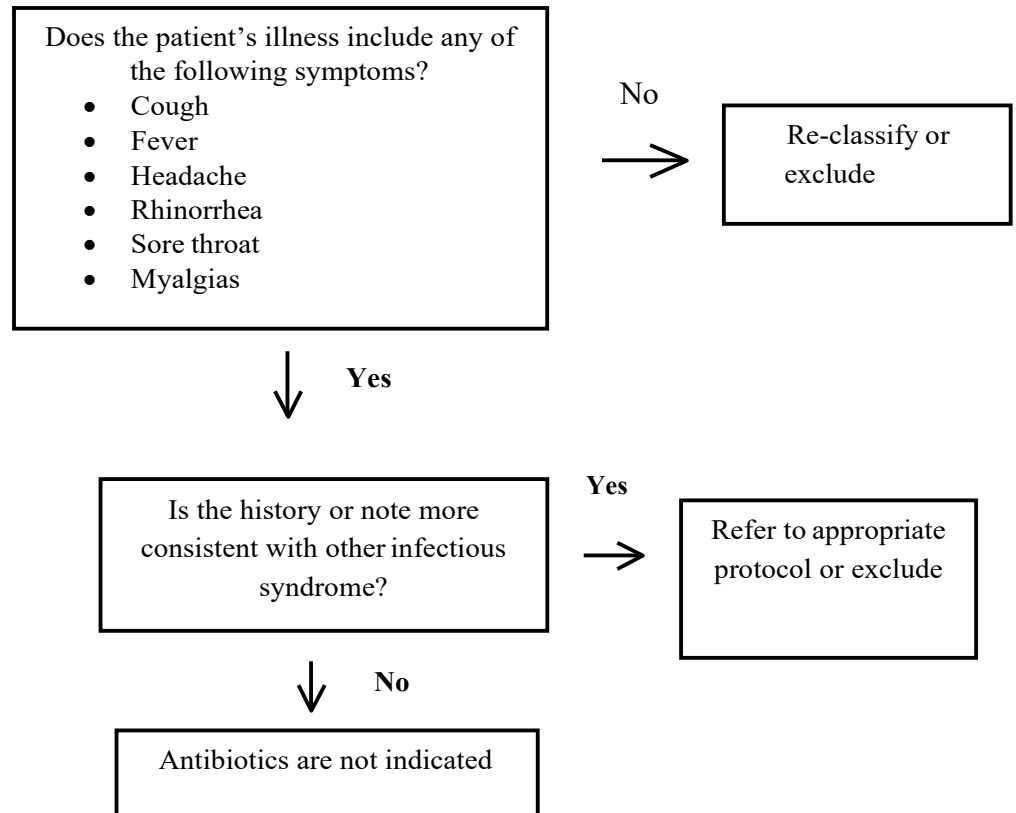 Does the patient’s illness include any of
the following symptoms?
• Cough
• Fever
• Headache
• Rhinorrhea
• Sore throat
• Myalgias
No
Re-classify or
exclude
Yes
Is the history or note more
consistent with other infectious
syndrome?
Yes
Refer to appropriate
protocol or exclude
No
Antibiotics are not indicated